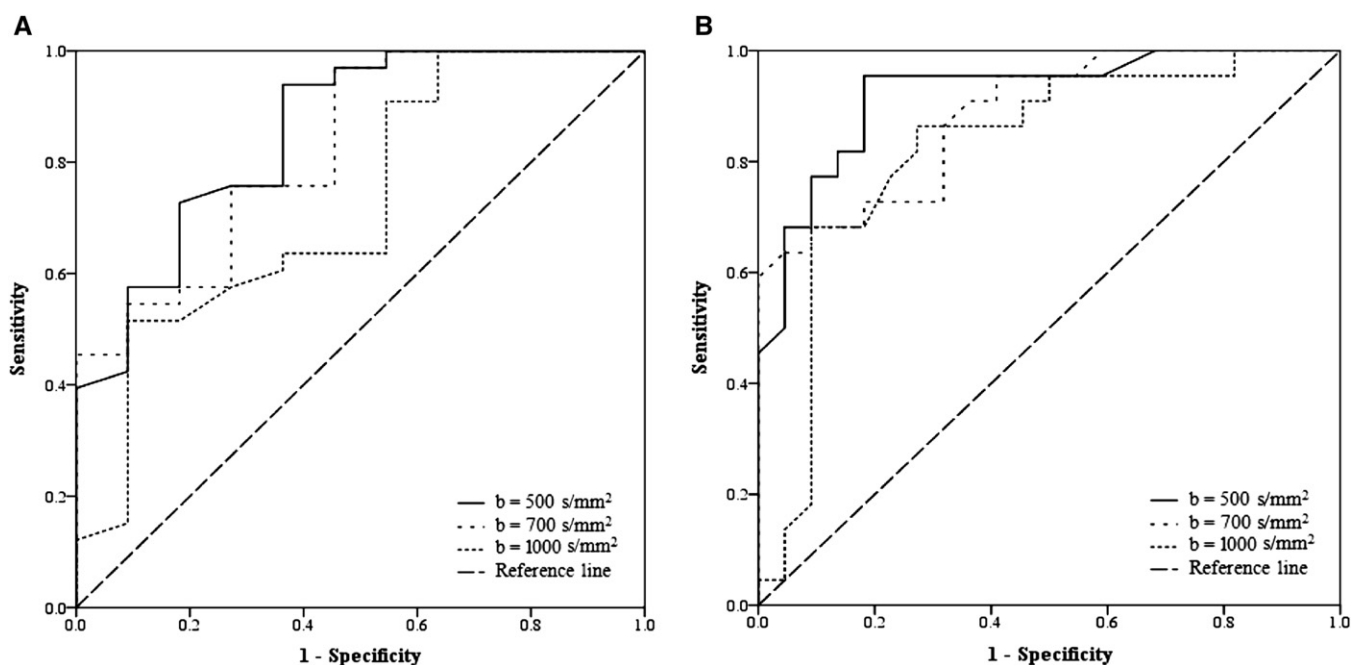 A
1.0
0.8
0.6
0.4
0.2
0.0
Sensitivity
0.0 0.2 0.4 0.6 0.8 1.0
1 - Specificity
b = 500 s/mm²
b = 700 s/mm²
b = 1000 s/mm²
Reference line
B
1.0
0.8
0.6
0.4
0.2
0.0
Sensitivity
0.0 0.2 0.4 0.6 0.8 1.0
1 - Specificity
b = 500 s/mm²
b = 700 s/mm²
b = 1000 s/mm²
Reference line